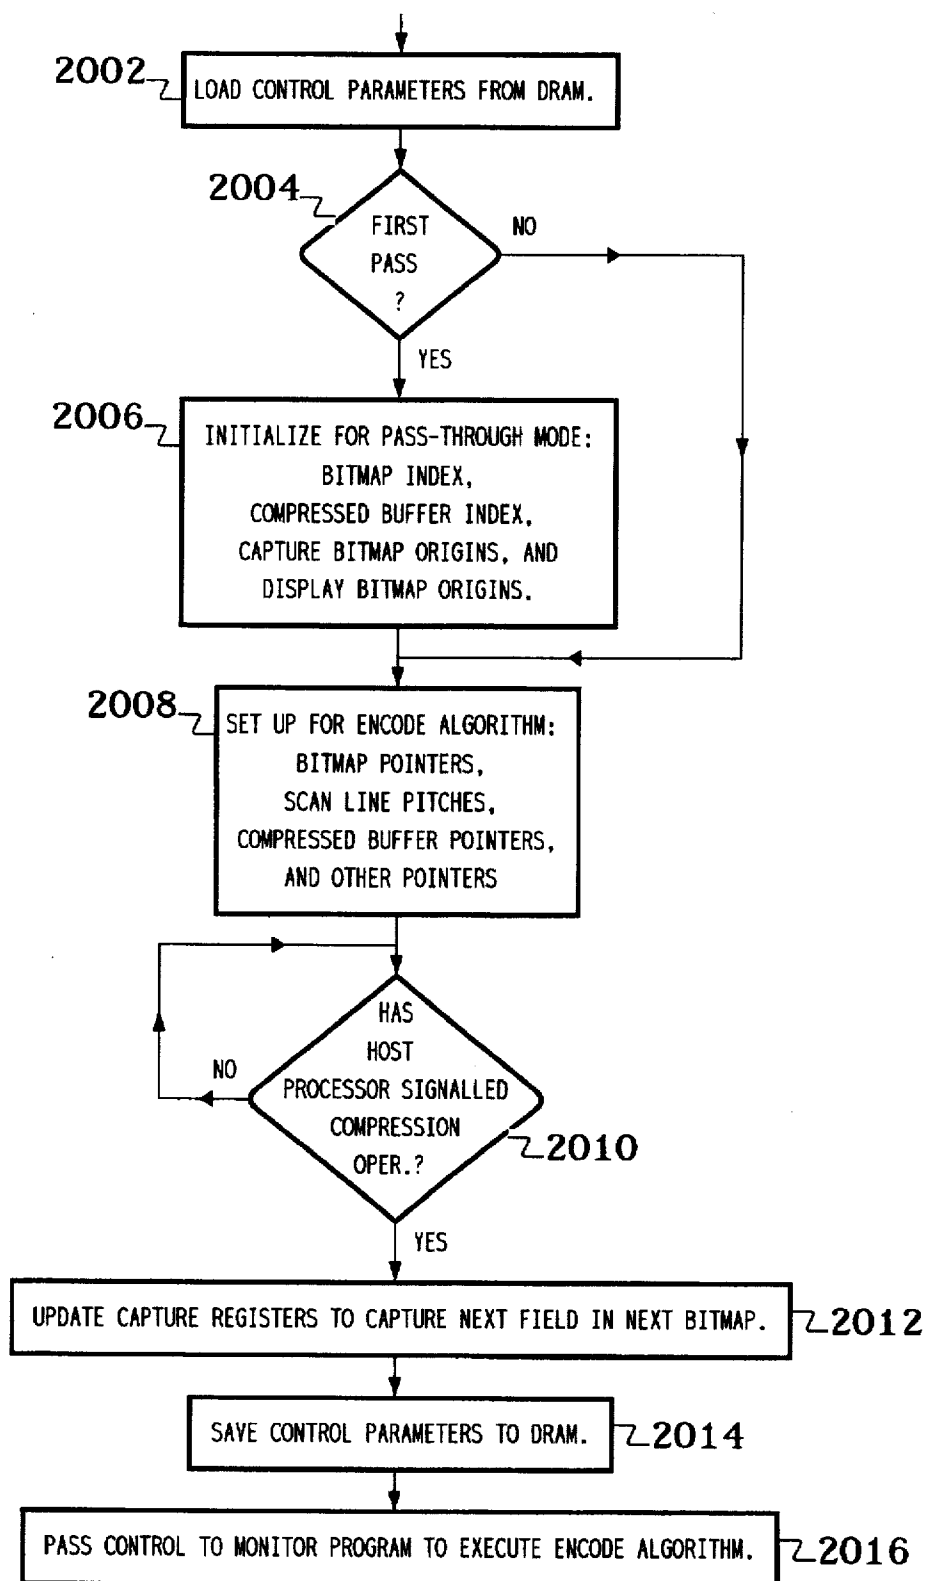 2002
LOAD CONTROL PARAMETERS FROM DRAM.
2004
FIRST
PASS
?
NO
YES
2006
INITIALIZE FOR PASS-THROUGH MODE:
BITMAP INDEX,
COMPRESSED BUFFER INDEX,
CAPTURE BITMAP ORIGINS, AND
DISPLAY BITMAP ORIGINS.
2008
SET UP FOR ENCODE ALGORITHM:
BITMAP POINTERS,
SCAN LINE PITCHES,
COMPRESSED BUFFER POINTERS,
AND OTHER POINTERS
HAS
HOST
PROCESSOR SIGNALLED
COMPRESSION
OPER.?
NO
2010
YES
UPDATE CAPTURE REGISTERS TO CAPTURE NEXT FIELD IN NEXT BITMAP.
2012
SAVE CONTROL PARAMETERS TO DRAM.
2014
PASS CONTROL TO MONITOR PROGRAM TO EXECUTE ENCODE ALGORITHM.
2016